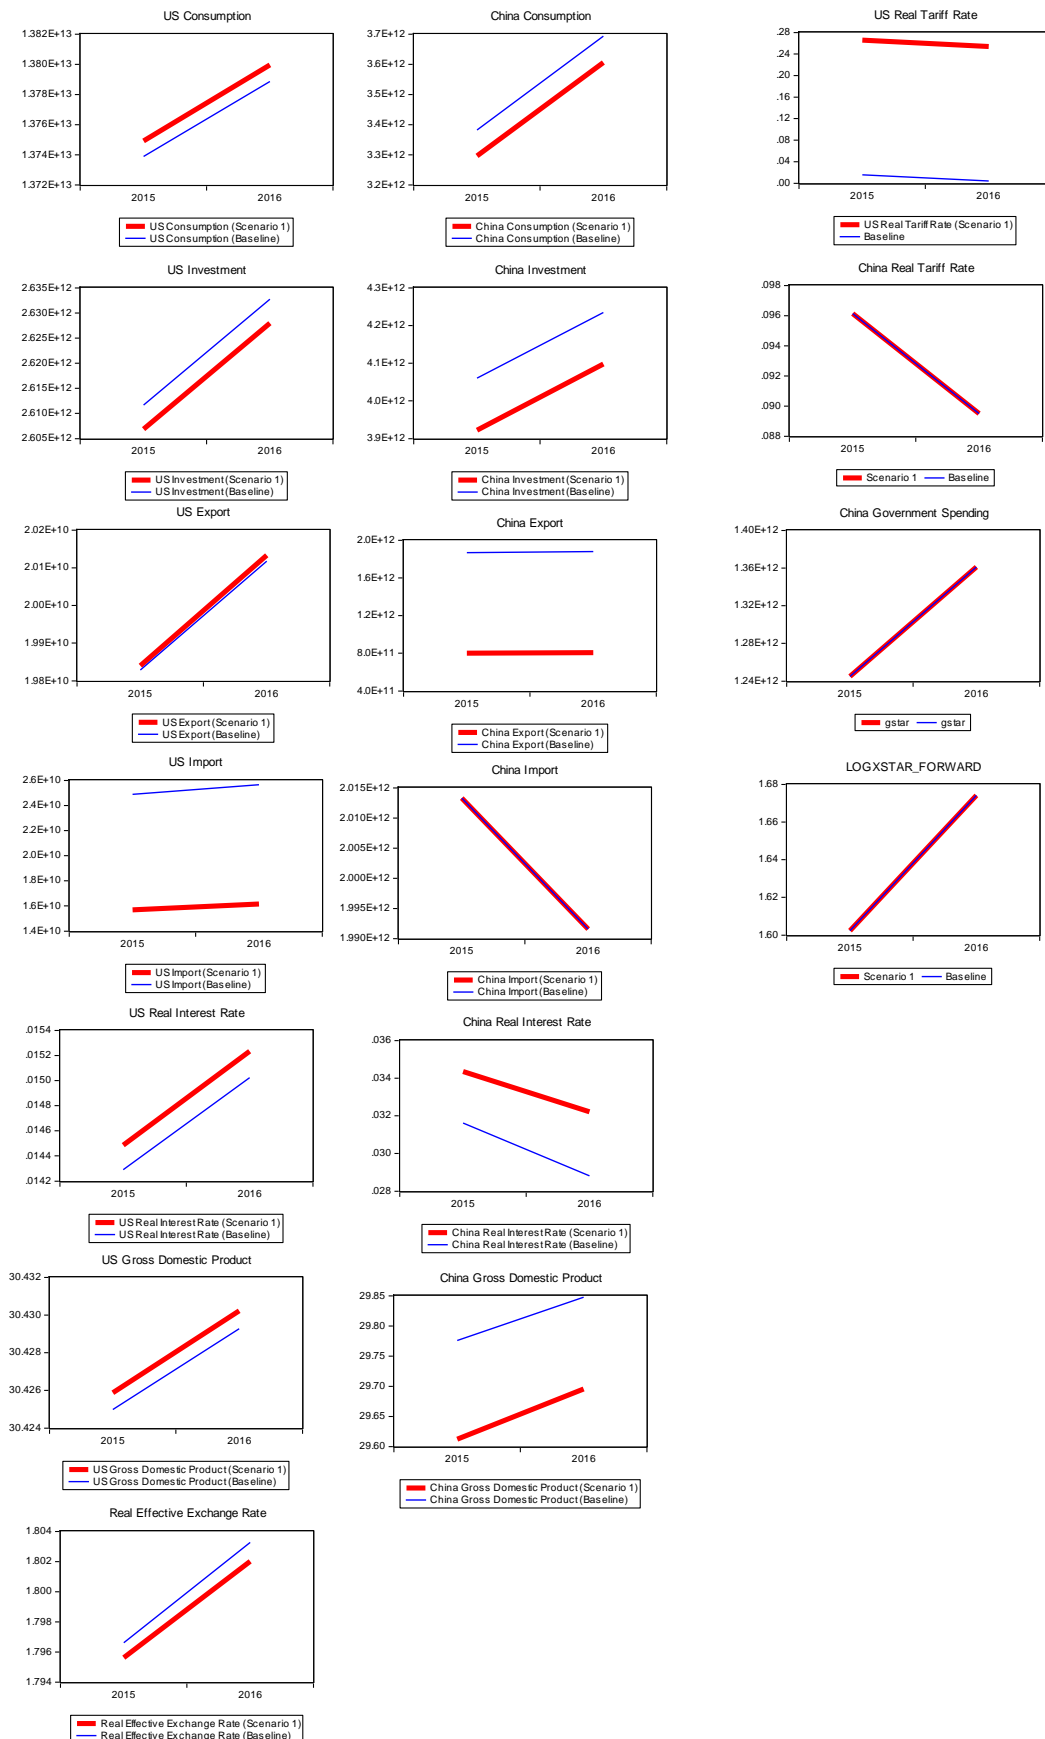 US Consumption
1.382E+13
1.380E+13
1.378E+13
1.376E+13
1.374E+13
1.372E+13
2015 2016
US Consumption (Scenario 1)
US Consumption (Baseline)
China Consumption
3.7E+12
3.6E+12
3.5E+12
3.4E+12
3.3E+12
3.2E+12
2015 2016
China Consumption (Scenario 1)
China Consumption (Baseline)
US Real Tariff Rate
.28
.24
.20
.16
.12
.08
.04
.00
2015 2016
US Real Tariff Rate (Scenario 1)
Baseline
US Investment
2.635E+12
2.630E+12
2.625E+12
2.620E+12
2.615E+12
2.610E+12
2.605E+12
2015 2016
US Investment (Scenario 1)
US Investment (Baseline)
China Investment
4.3E+12
4.2E+12
4.1E+12
4.0E+12
3.9E+12
2015 2016
China Investment (Scenario 1)
China Investment (Baseline)
China Real Tariff Rate
.098
.096
.094
.092
.090
.088
2015 2016
Scenario 1 Baseline
US Export
2.02E+10
2.01E+10
2.00E+10
1.99E+10
1.98E+10
2015 2016
US Export (Scenario 1)
US Export (Baseline)
China Export
2.0E+12
1.6E+12
1.2E+12
8.0E+11
4.0E+11
2015 2016
China Export (Scenario 1)
China Export (Baseline)
China Government Spending
1.40E+12
1.36E+12
1.32E+12
1.28E+12
1.24E+12
2015 2016
gstar gstar
US Import
2.6E+10
2.4E+10
2.2E+10
2.0E+10
1.8E+10
1.6E+10
1.4E+10
2015 2016
US Import (Scenario 1)
US Import (Baseline)
China Import
2.015E+12
2.010E+12
2.005E+12
2.000E+12
1.995E+12
1.990E+12
2015 2016
China Import (Scenario 1)
China Import (Baseline)
LOGXSTAR_FORWARD
1.68
1.66
1.64
1.62
1.60
2015 2016
Scenario 1 Baseline
US Real Interest Rate
.0154
.0152
.0150
.0148
.0146
.0144
.0142
2015 2016
US Real Interest Rate (Scenario 1)
US Real Interest Rate (Baseline)
China Real Interest Rate
.036
.034
.032
.030
.028
2015 2016
China Real Interest Rate (Scenario 1)
China Real Interest Rate (Baseline)
US Gross Domestic Product
30.432
30.430
30.428
30.426
30.424
2015 2016
US Gross Domestic Product (Scenario 1)
US Gross Domestic Product (Baseline)
China Gross Domestic Product
29.85
29.80
29.75
29.70
29.65
29.60
2015 2016
China Gross Domestic Product (Scenario 1)
China Gross Domestic Product (Baseline)
Real Effective Exchange Rate
1.804
1.802
1.800
1.798
1.796
1.794
2015 2016
Real Effective Exchange Rate (Scenario 1)
Real Effective Exchange Rate (Baseline)